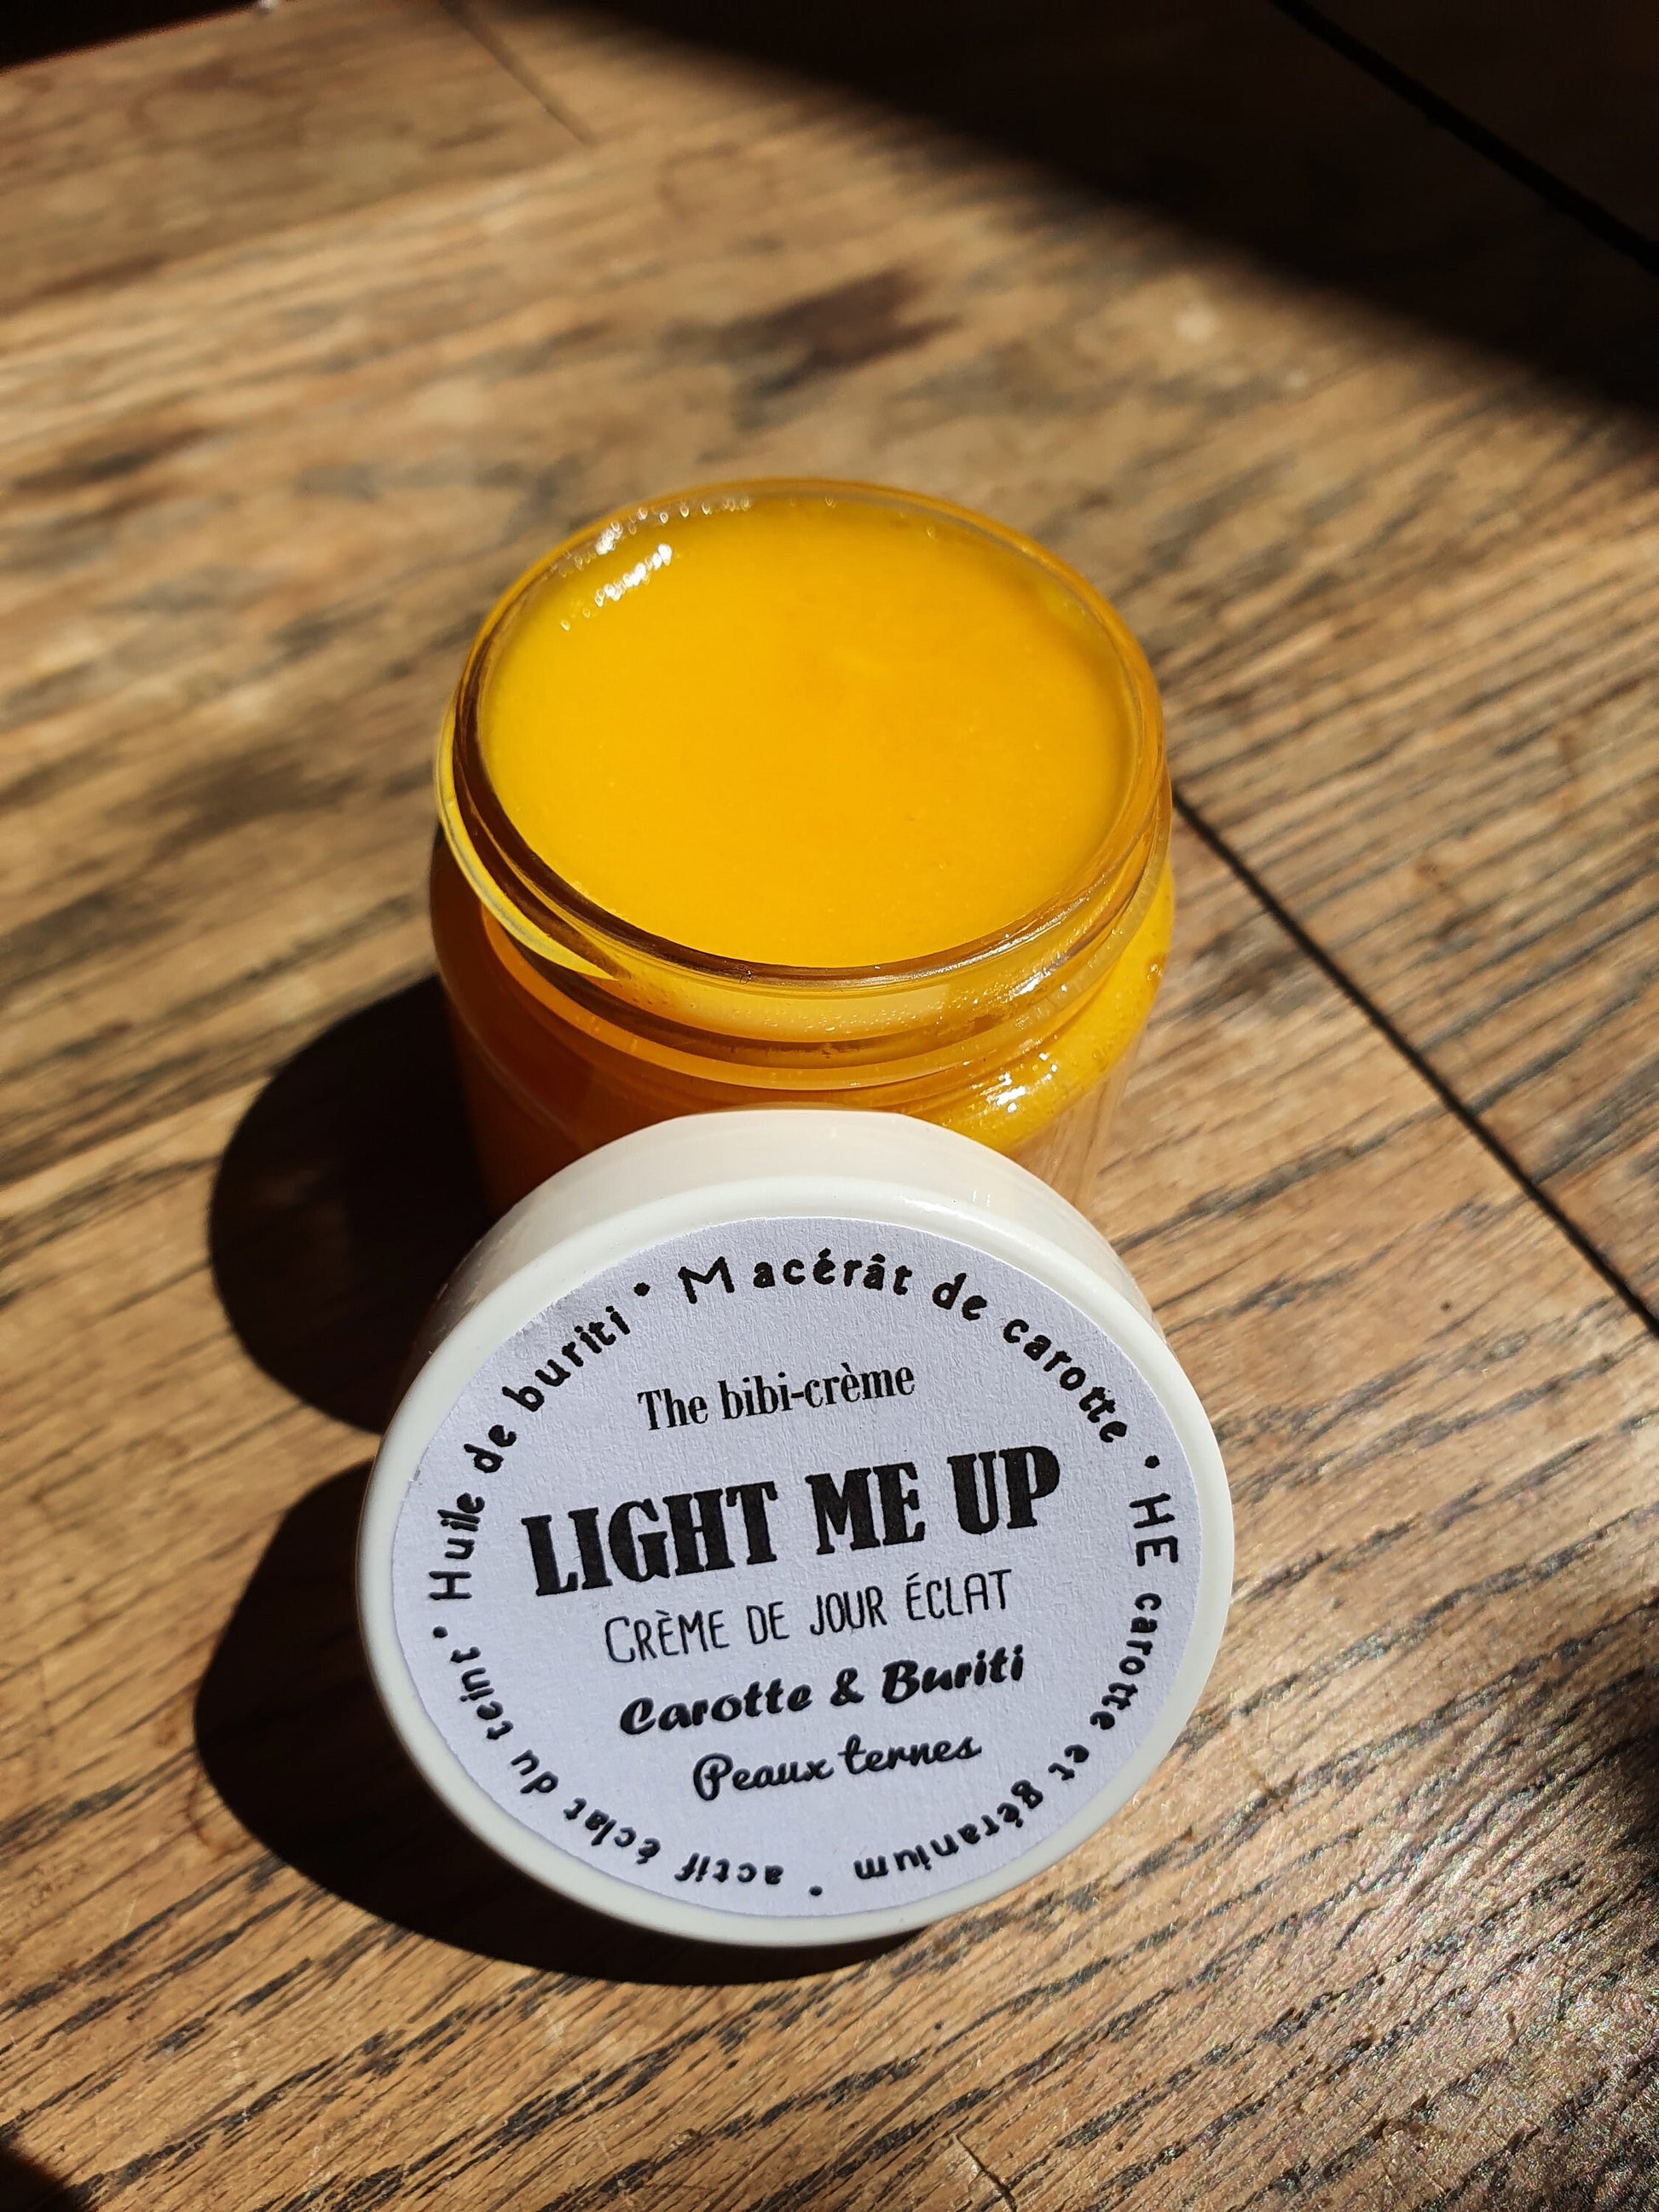 The bibi-crème
LIGHT ME UP
CRÈME DE JOUR ÉCLAT
Carotte & Buriti
Peaux ternes
• Macérât de carotte • HE carotte et géranium • actif éclat du teint • Huile de buriti